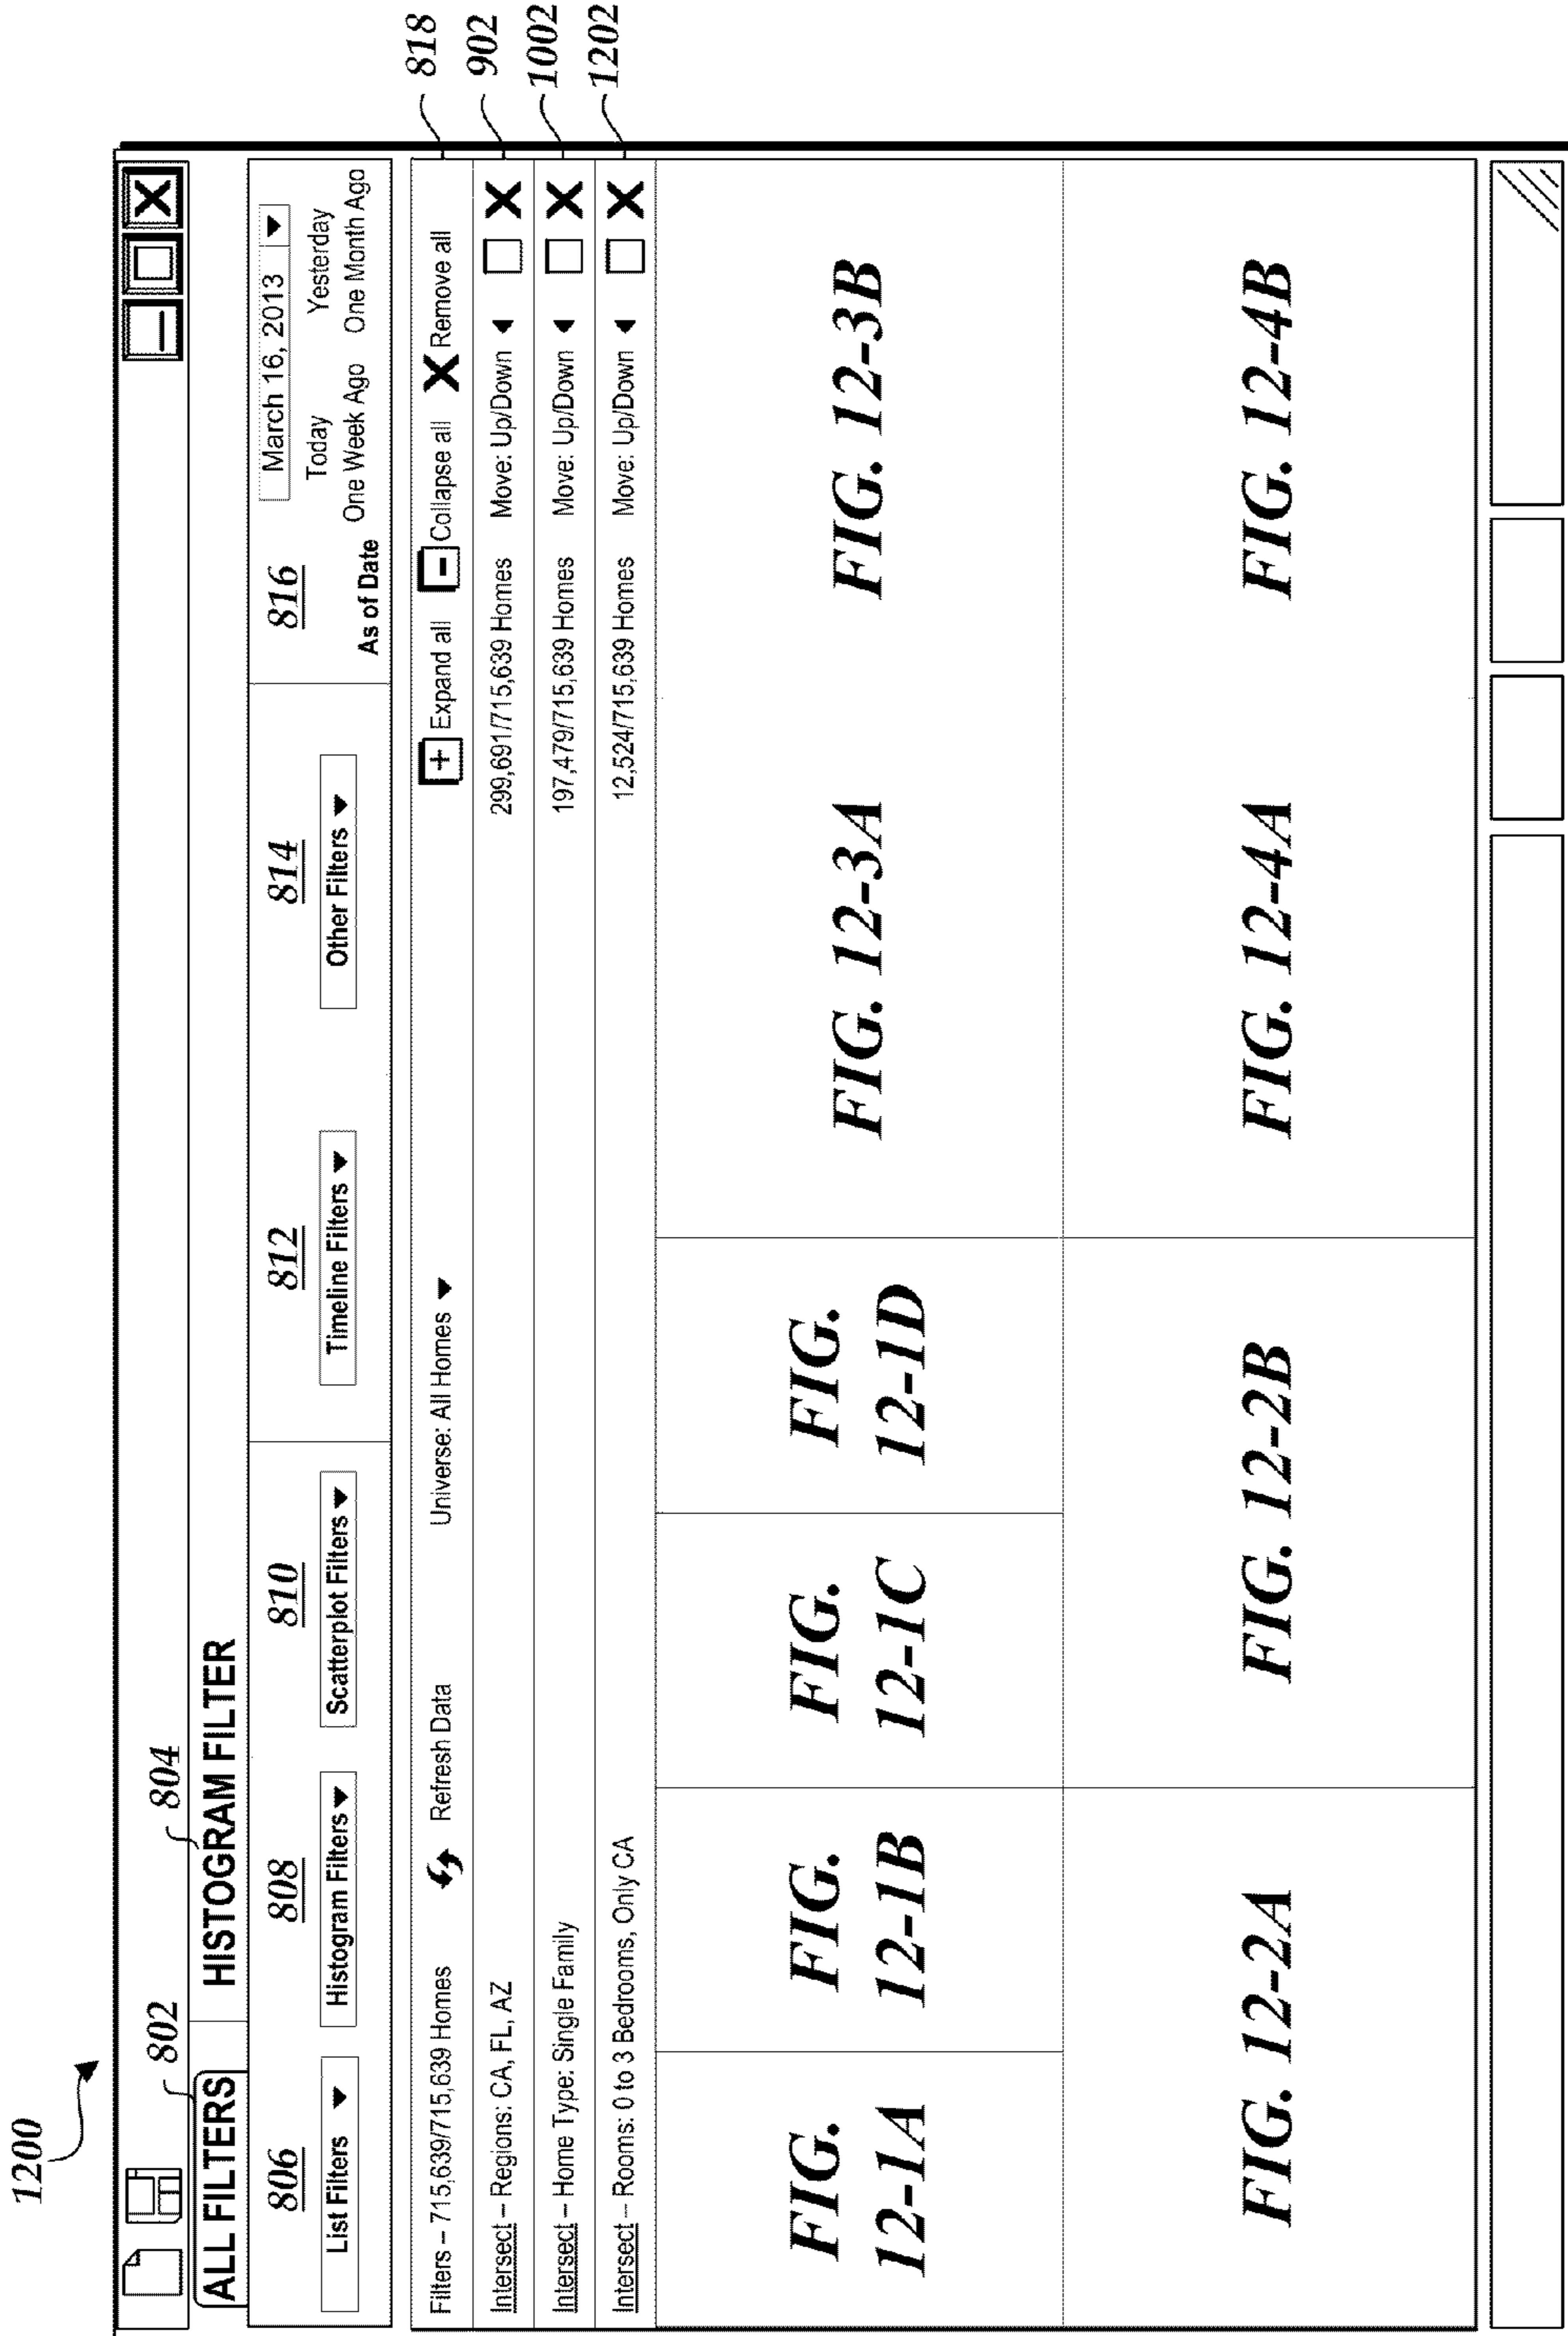 1200
802
804
ALL FILTERS
HISTOGRAM FILTER
806
808
810
812
814
816
List Filters
Histogram Filters
Scatterplot Filters
Timeline Filters
Other Filters
As of Date
March 16, 2013
Today Yesterday
One Week Ago One Month Ago
Filters – 715,639/715,639 Homes Refresh Data Universe: All Homes + Expand all - Collapse all X Remove all 818
Intersect – Regions: CA, FL, AZ 299,691/715,639 Homes Move: Up/Down X 902
Intersect – Home Type: Single Family 197,479/715,639 Homes Move: Up/Down X 1002
Intersect – Rooms: 0 to 3 Bedrooms, Only CA 12,524/715,639 Homes Move: Up/Down X 1202
FIG.
12-1A
FIG.
12-1B
FIG.
12-1C
FIG.
12-1D
FIG. 12-3A
FIG. 12-3B
FIG. 12-2A
FIG. 12-2B
FIG. 12-4A
FIG. 12-4B